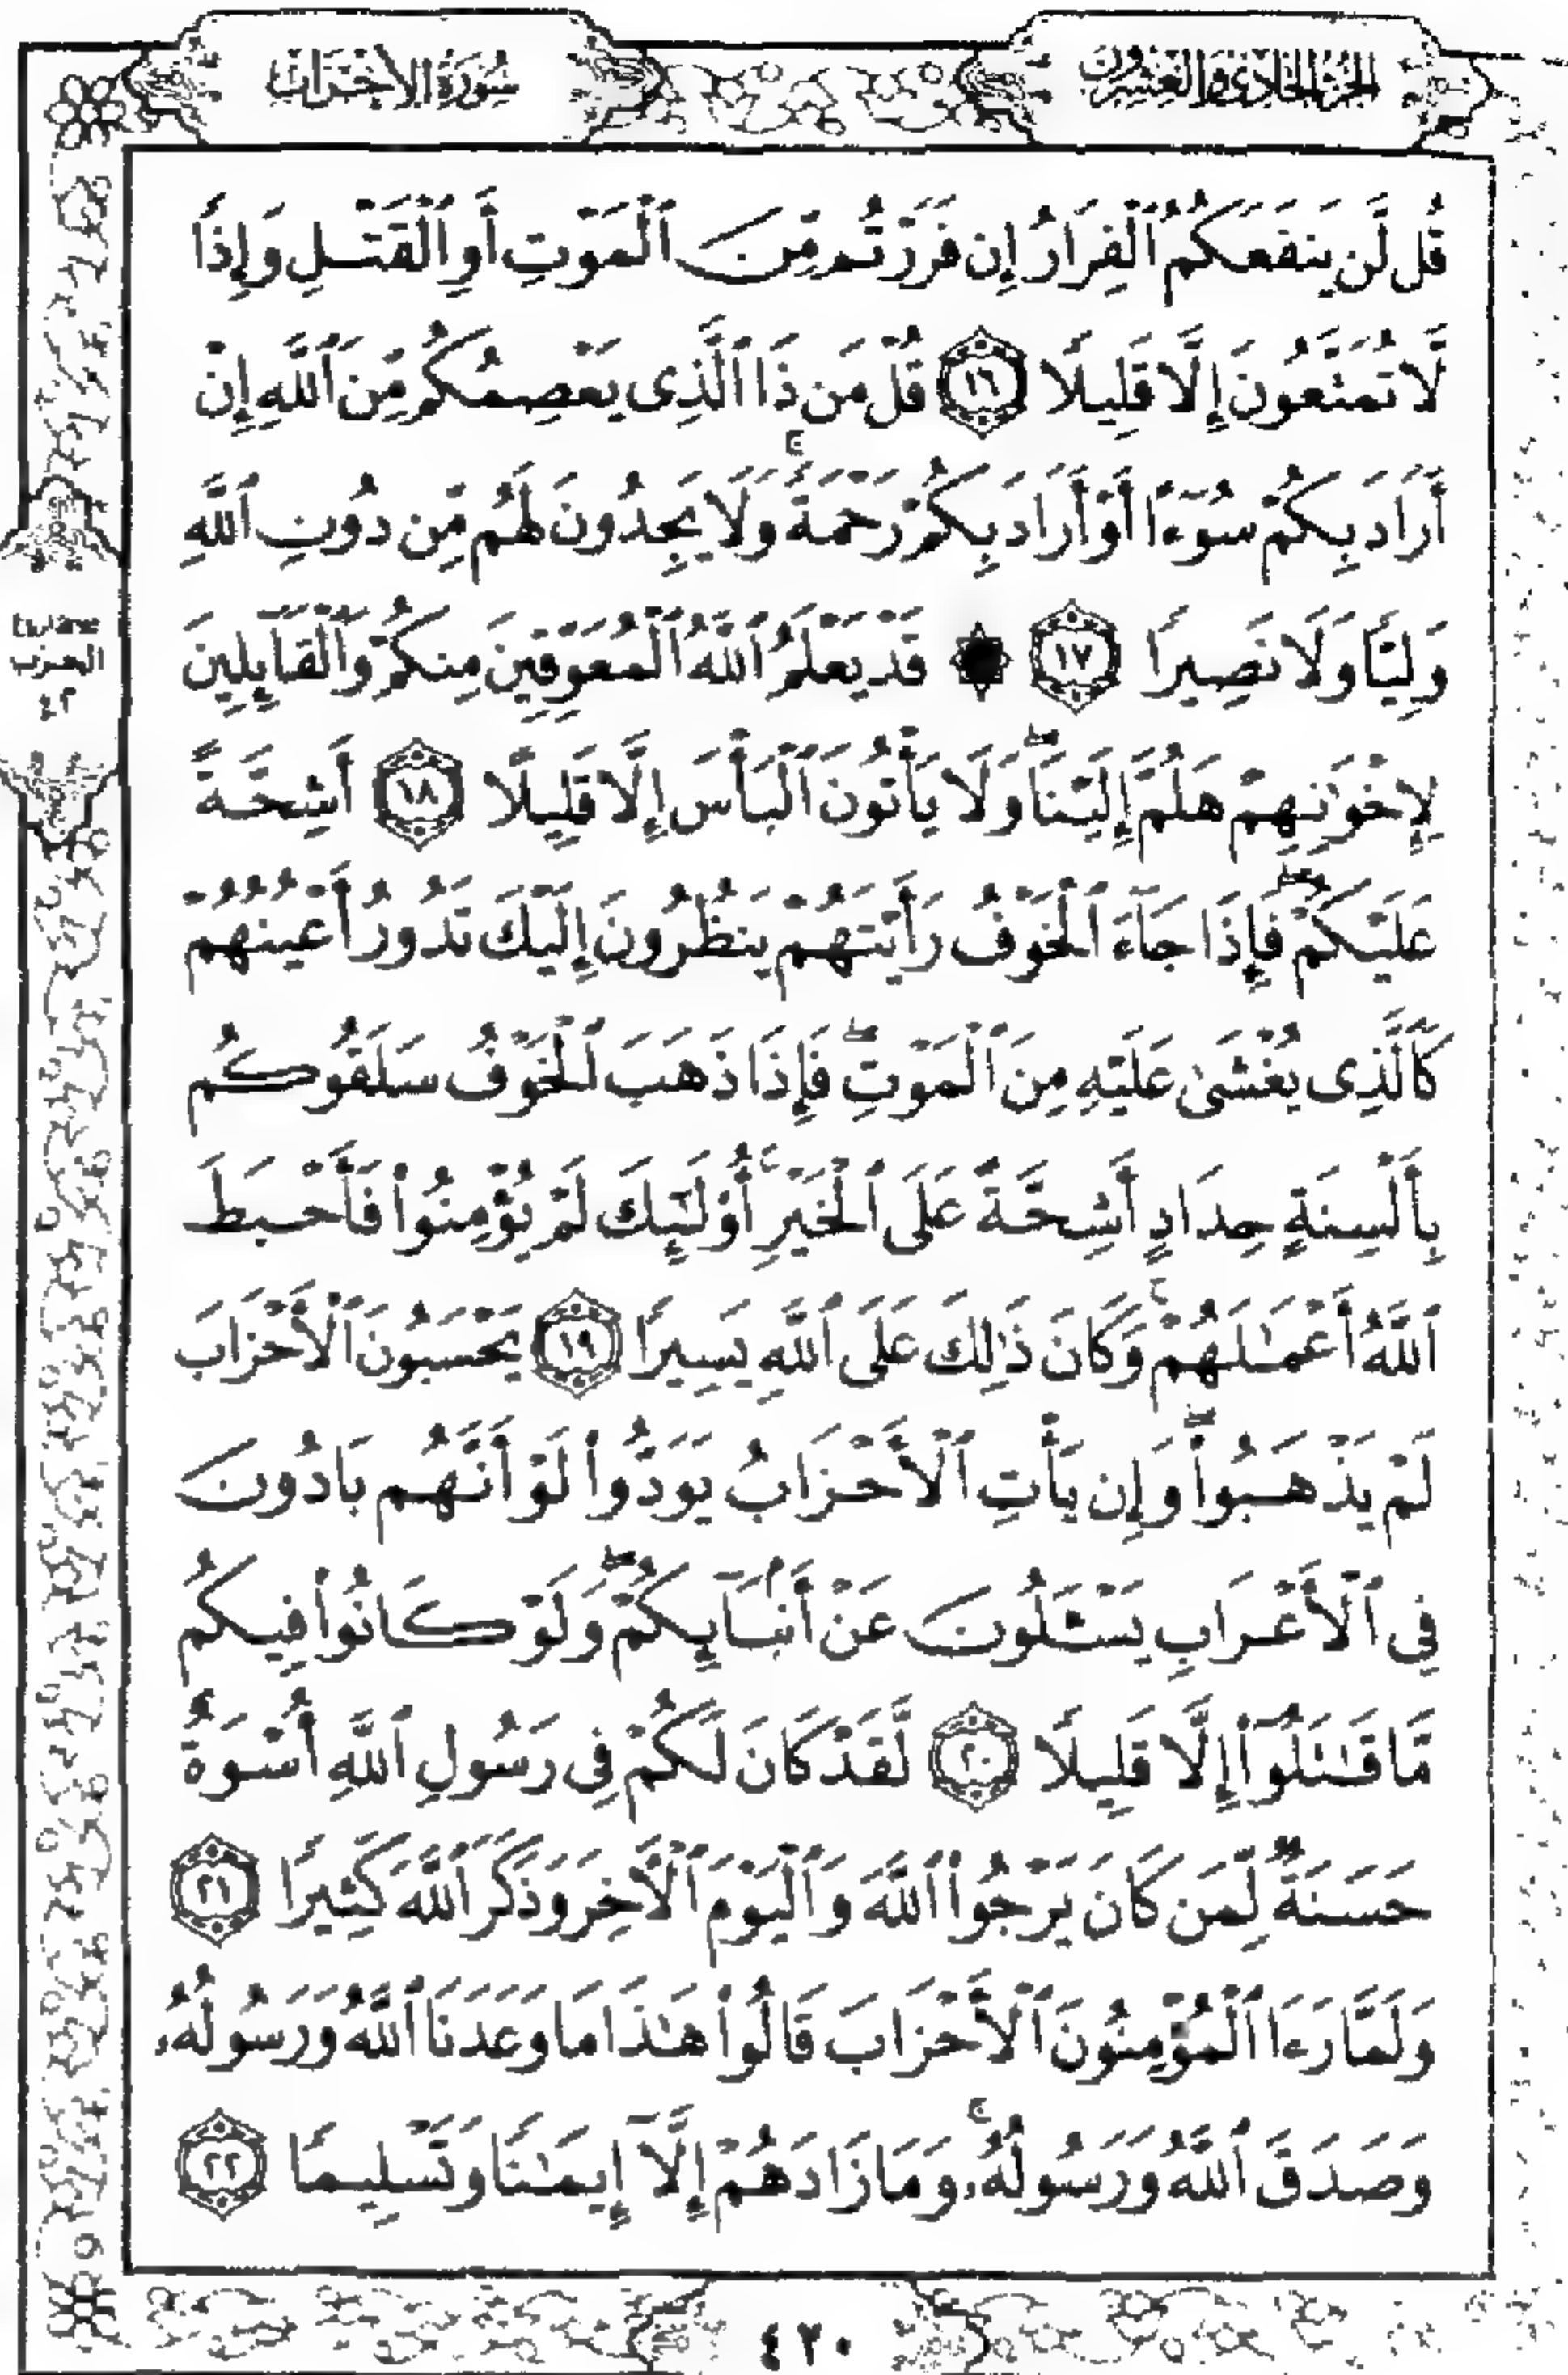 الجزء الحادي والعشرون
سورة الأحزاب
قُل لَّن يَنفَعَكُمُ ٱلْفِرَارُ إِن فَرَرْتُم مِّنَ ٱلْمَوْتِ أَوِ ٱلْقَتْلِ وَإِذًا
لَّا تُمَتَّعُونَ إِلَّا قَلِيلًا ١٦ قُلْ مَن ذَا ٱلَّذِى يَعْصِمُكُم مِّنَ ٱللَّهِ إِنْ
أَرَادَ بِكُمْ سُوٓءًا أَوْ أَرَادَ بِكُمْ رَحْمَةً ۚ وَلَا يَجِدُونَ لَهُم مِّن دُونِ ٱللَّهِ
وَلِيًّا وَلَا نَصِيرًا ١٧ ۞ قَدْ يَعْلَمُ ٱللَّهُ ٱلْمُعَوِّقِينَ مِنكُمْ وَٱلْقَآئِلِينَ
لِإِخْوَٰنِهِمْ هَلُمَّ إِلَيْنَا ۖ وَلَا يَأْتُونَ ٱلْبَأْسَ إِلَّا قَلِيلًا ١٨ أَشِحَّةً
عَلَيْكُمْ ۖ فَإِذَا جَآءَ ٱلْخَوْفُ رَأَيْتَهُمْ يَنظُرُونَ إِلَيْكَ تَدُورُ أَعْيُنُهُمْ
كَٱلَّذِى يُغْشَىٰ عَلَيْهِ مِنَ ٱلْمَوْتِ ۖ فَإِذَا ذَهَبَ ٱلْخَوْفُ سَلَقُوكُم
بِأَلْسِنَةٍ حِدَادٍ أَشِحَّةً عَلَى ٱلْخَيْرِ ۚ أُو۟لَٰٓئِكَ لَمْ يُؤْمِنُوا۟ فَأَحْبَطَ
ٱللَّهُ أَعْمَٰلَهُمْ ۚ وَكَانَ ذَٰلِكَ عَلَى ٱللَّهِ يَسِيرًا ١٩ يَحْسَبُونَ ٱلْأَحْزَابَ
لَمْ يَذْهَبُوا۟ ۖ وَإِن يَأْتِ ٱلْأَحْزَابُ يَوَدُّوا۟ لَوْ أَنَّهُم بَادُونَ
فِى ٱلْأَعْرَابِ يَسْـَٔلُونَ عَنْ أَنۢبَآئِكُمْ ۖ وَلَوْ كَانُوا۟ فِيكُم
مَّا قَٰتَلُوٓا۟ إِلَّا قَلِيلًا ٢٠ لَّقَدْ كَانَ لَكُمْ فِى رَسُولِ ٱللَّهِ أُسْوَةٌ
حَسَنَةٌ لِّمَن كَانَ يَرْجُوا۟ ٱللَّهَ وَٱلْيَوْمَ ٱلْأَخِرَ وَذَكَرَ ٱللَّهَ كَثِيرًا ٢١
وَلَمَّا رَءَا ٱلْمُؤْمِنُونَ ٱلْأَحْزَابَ قَالُوا۟ هَٰذَا مَا وَعَدَنَا ٱللَّهُ وَرَسُولُهُۥ
وَصَدَقَ ٱللَّهُ وَرَسُولُهُۥ ۚ وَمَا زَادَهُمْ إِلَّآ إِيمَٰنًا وَتَسْلِيمًا ٢٢
الحزب
٤٢
٤٢٠